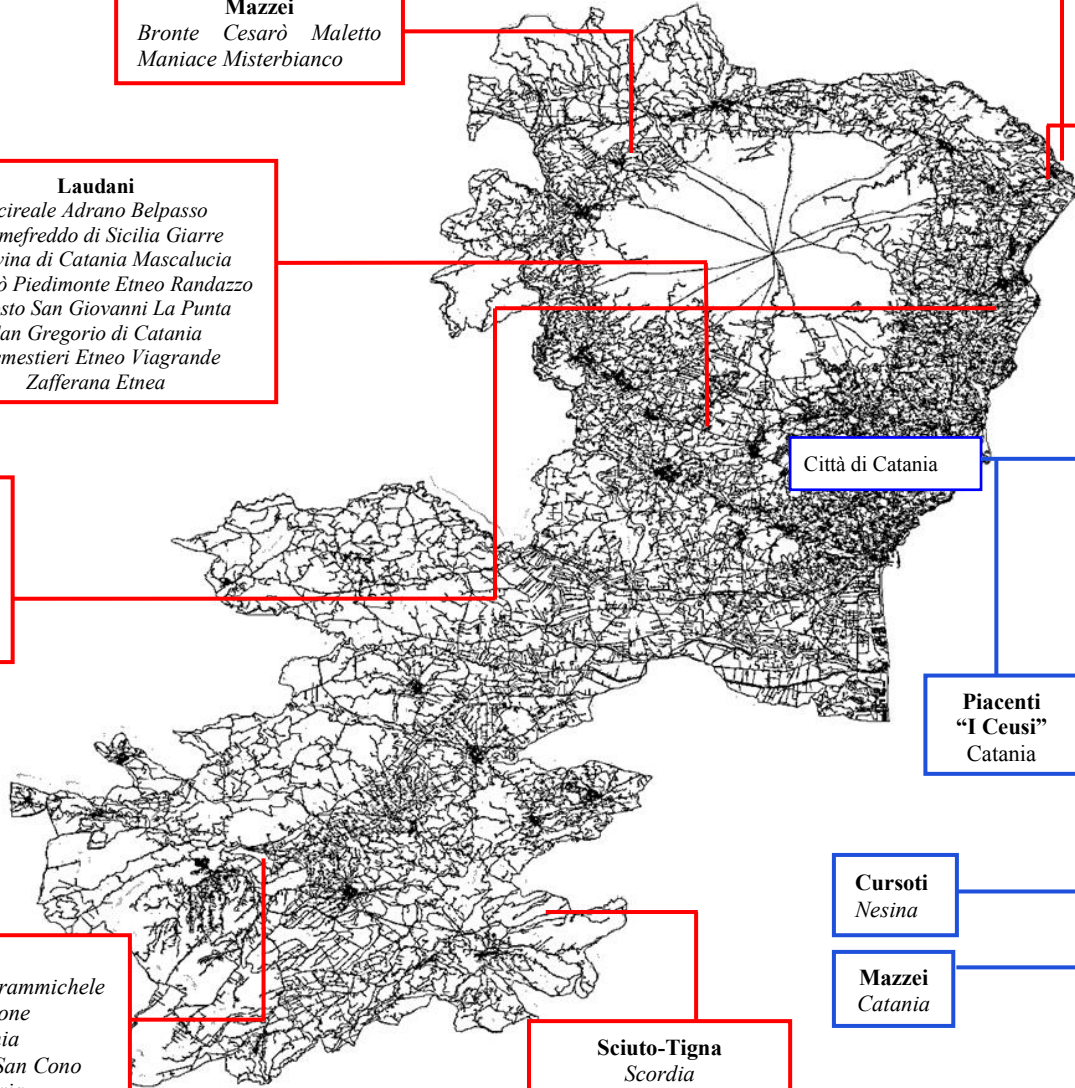 Mazzei
Bronte Cesarò Maletto
Maniace Misterbianco
Laudani
Adrano Belpasso
di Sicilia Giarre
di Catania Mascalucia
Piedimonte Etneo Randazzo
San Giovanni La Punta
Gregorio di Catania
Etneo Viagrande
Zafferana Etnea
Città di Catania
Piacenti
“I Ceusi”
Catania
Cursoti
Nesina
Mazzei
Catania
San Cono
Sciuto-Tigna
Scordia